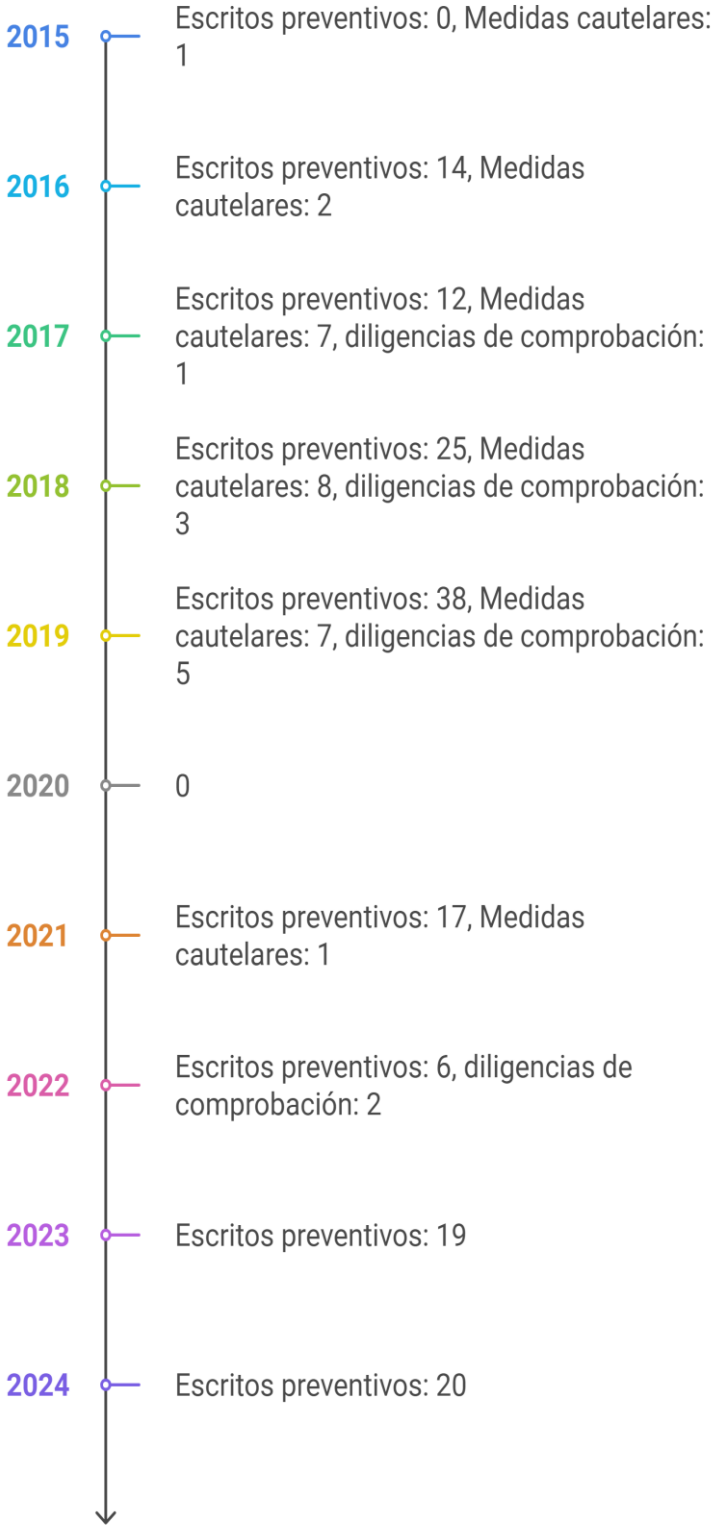 2015
Escritos preventivos: 0, Medidas cautelares:
1
2016
Escritos preventivos: 14, Medidas
cautelares: 2
2017
Escritos preventivos: 12, Medidas
cautelares: 7, diligencias de comprobación:
1
2018
Escritos preventivos: 25, Medidas
cautelares: 8, diligencias de comprobación:
3
2019
Escritos preventivos: 38, Medidas
cautelares: 7, diligencias de comprobación:
5
2020
0
2021
Escritos preventivos: 17, Medidas
cautelares: 1
2022
Escritos preventivos: 6, diligencias de
comprobación: 2
2023
Escritos preventivos: 19
2024
Escritos preventivos: 20